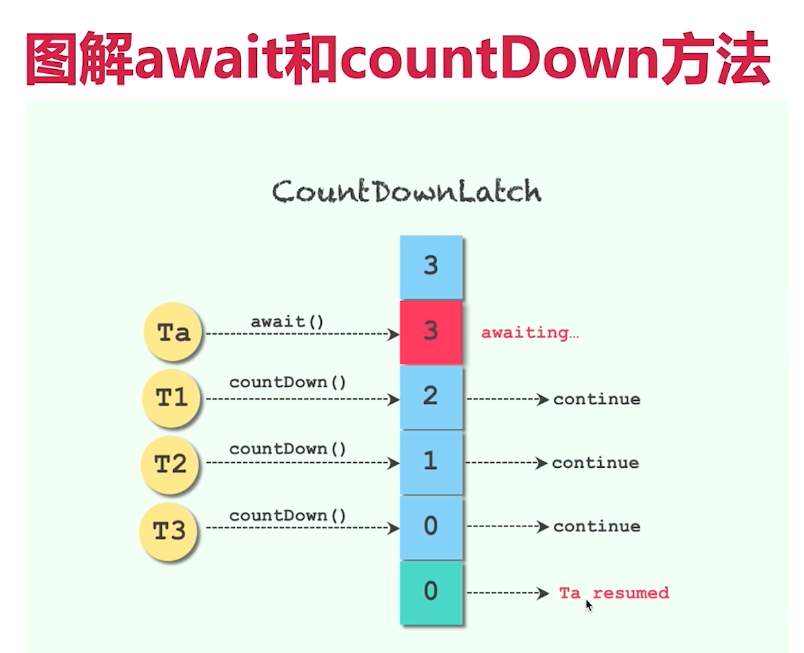 图解await和countDown方法
CountDownLatch
3
Ta await() 3 awaiting…
T1 countDown() 2 continue
T2 countDown() 1 continue
T3 countDown() 0 continue
0 Ta resumed